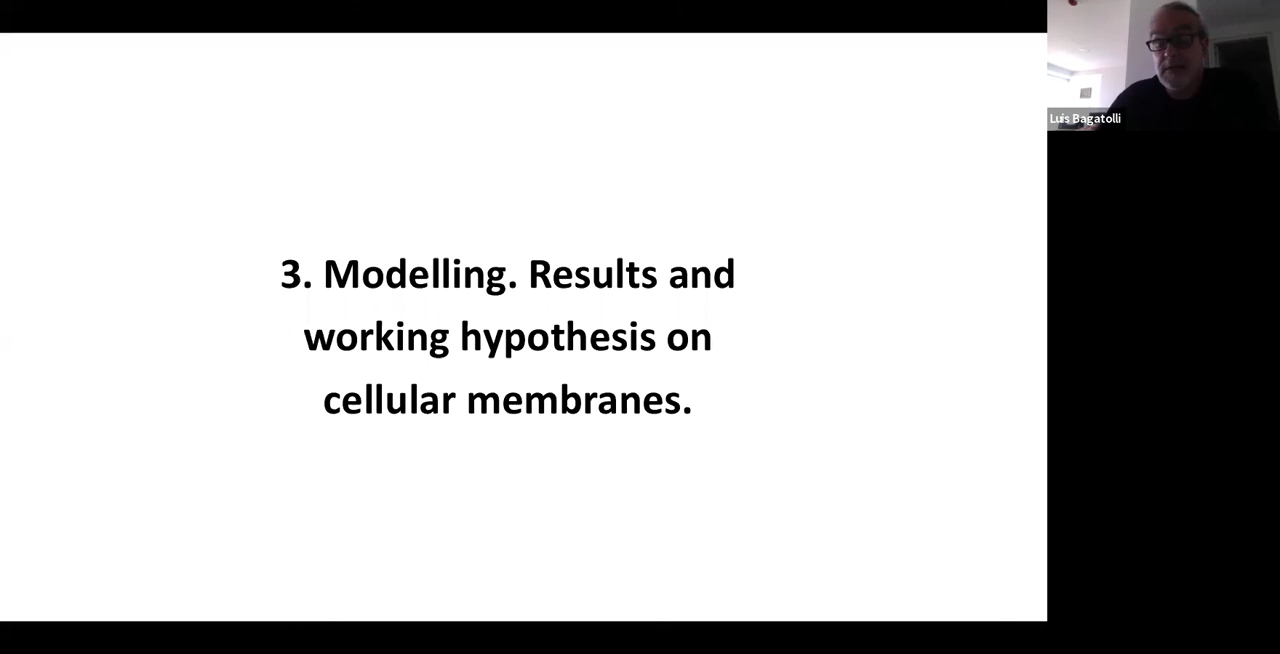 3. Modelling. Results and
working hypothesis on
cellular membranes.
Luis Bagatolli